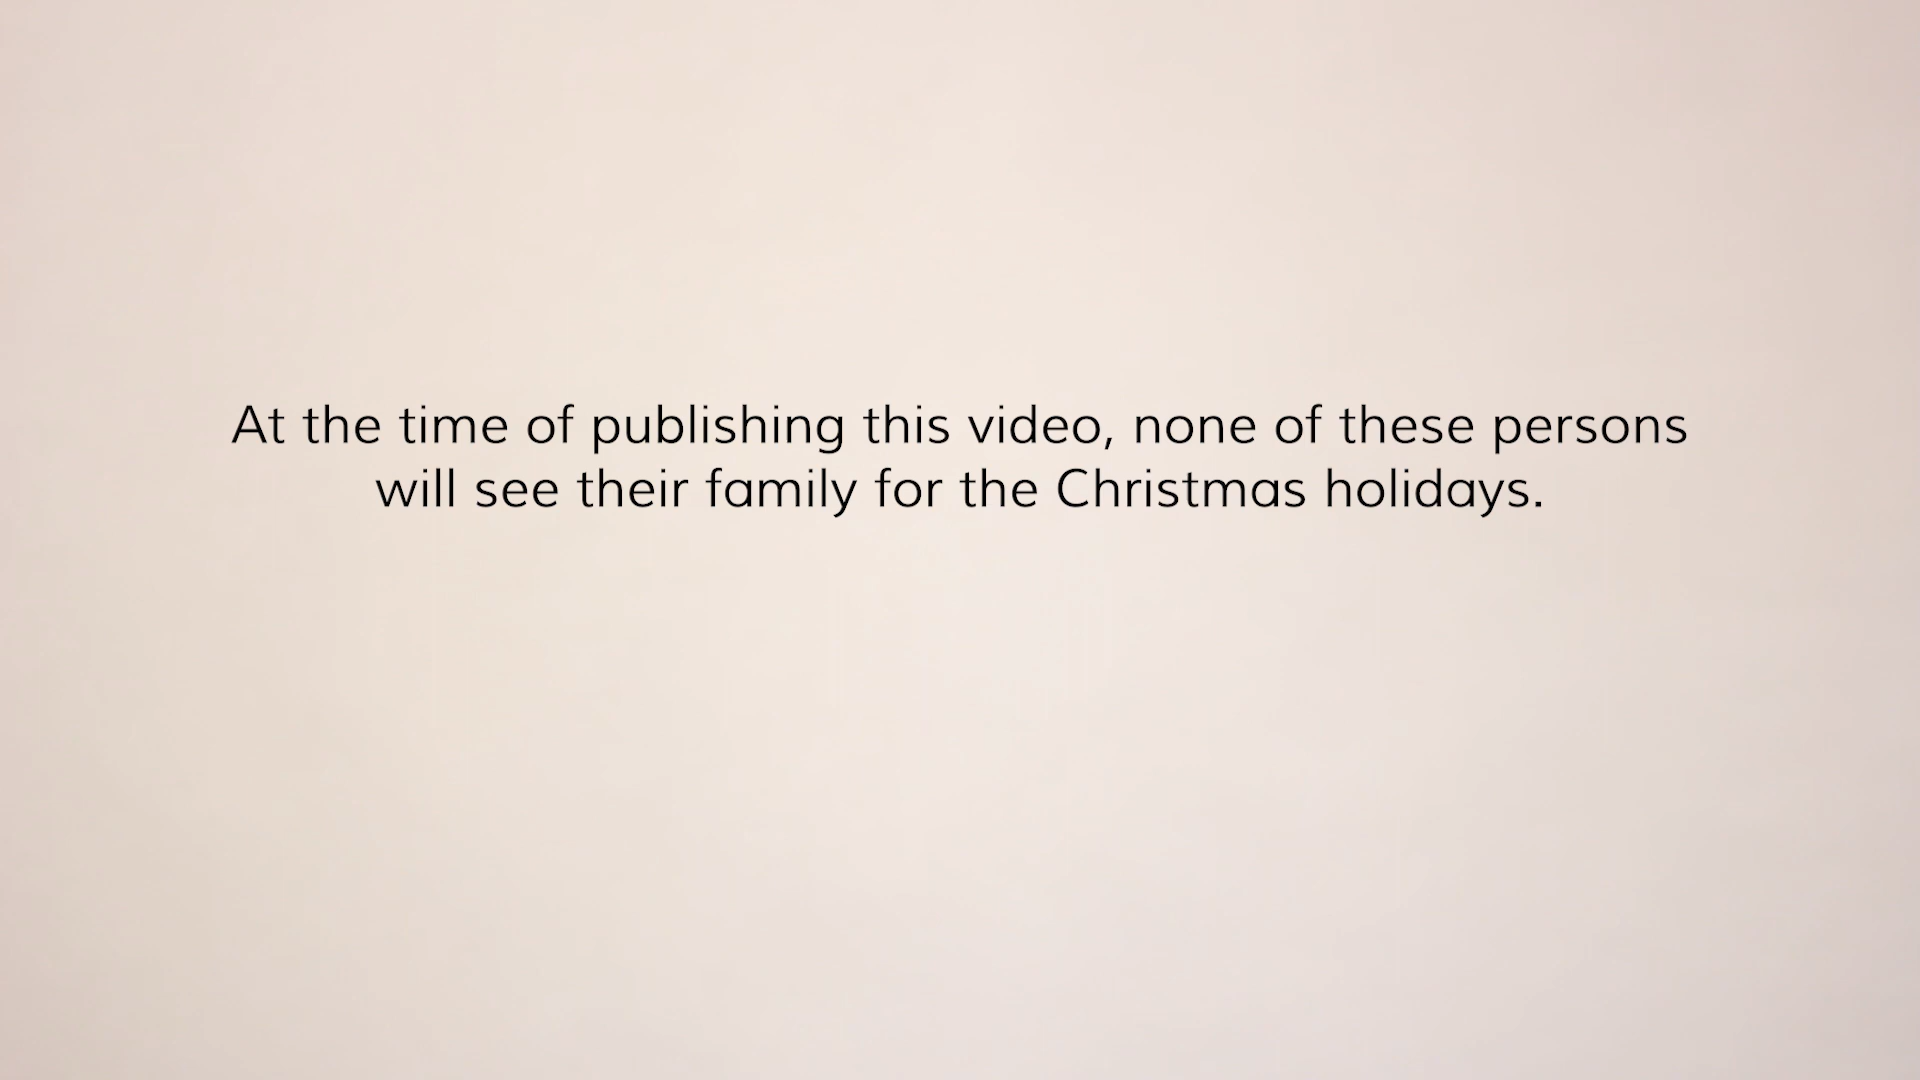 At the time of publishing this video, none of these persons
will see their family for the Christmas holidays.